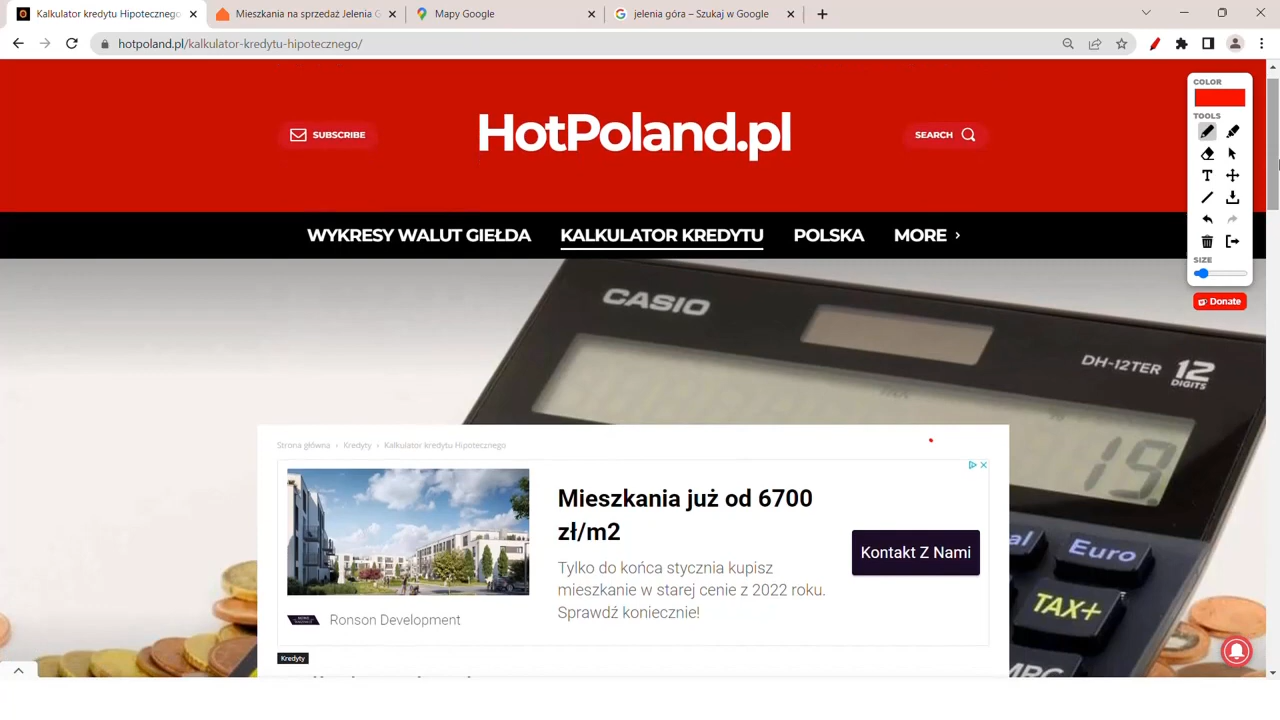 Kalkulator kredytu Hipotecznego
Mieszkania na sprzedaż Jelenia G
Mapy Google
jelenia góra – Szukaj w Google
hotpoland.pl/kalkulator-kredytu-hipotecznego/
COLOR
TOOLS
SIZE
Donate
SUBSCRIBE
HotPoland.pl
SEARCH
WYKRESY WALUT GIEŁDA
KALKULATOR KREDYTU
POLSKA
MORE
CASIO
DH-12TER 12
DIGITS
19.
Euro
TAX+
Strona główna › Kredyty › Kalkulator kredytu Hipotecznego
Mieszkania już od 6700
zł/m2
Tylko do końca stycznia kupisz
mieszkanie w starej cenie z 2022 roku.
Sprawdź koniecznie!
Kontakt Z Nami
Ronson Development
Kredyty